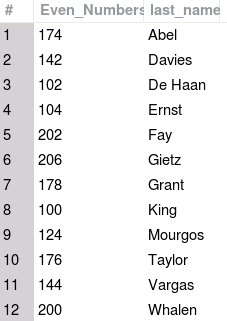 # Even_Numbers last_name
1 174 Abel
2 142 Davies
3 102 De Haan
4 104 Ernst
5 202 Fay
6 206 Gietz
7 178 Grant
8 100 King
9 124 Mourgos
10 176 Taylor
11 144 Vargas
12 200 Whalen